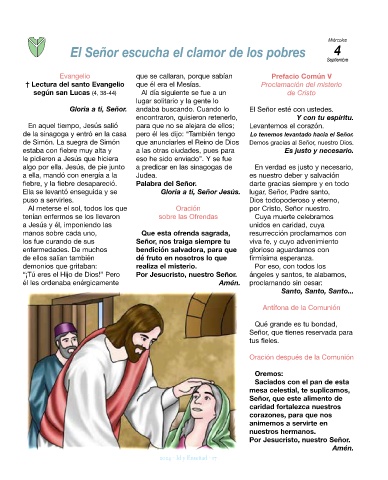 El Señor escucha el clamor de los pobres
Miércoles
4
Septiembre
Evangelio
† Lectura del santo Evangelio
según san Lucas (4, 38-44)
Gloria a ti, Señor.
En aquel tiempo, Jesús salió
de la sinagoga y entró en la casa
de Simón. La suegra de Simón
estaba con fiebre muy alta y
le pidieron a Jesús que hiciera
algo por ella. Jesús, de pie junto
a ella, mandó con energía a la
fiebre, y la fiebre desapareció.
Ella se levantó enseguida y se
puso a servirles.
Al meterse el sol, todos los que
tenían enfermos se los llevaron
a Jesús y él, imponiendo las
manos sobre cada uno,
los fue curando de sus
enfermedades. De muchos
de ellos salían también
demonios que gritaban:
“¡Tú eres el Hijo de Dios!” Pero
él les ordenaba enérgicamente
que se callaran, porque sabían
que él era el Mesías.
Al día siguiente se fue a un
lugar solitario y la gente lo
andaba buscando. Cuando lo
encontraron, quisieron retenerlo,
para que no se alejara de ellos;
pero él les dijo: “También tengo
que anunciarles el Reino de Dios
a las otras ciudades, pues para
eso he sido enviado”. Y se fue
a predicar en las sinagogas de
Judea.
Palabra del Señor.
Gloria a ti, Señor Jesús.
Oración
sobre las Ofrendas
Que esta ofrenda sagrada,
Señor, nos traiga siempre tu
bendición salvadora, para que
dé fruto en nosotros lo que
realiza el misterio.
Por Jesucristo, nuestro Señor.
Amén.
Prefacio Común V
Proclamación del misterio
de Cristo
El Señor esté con ustedes.
Y con tu espíritu.
Levantemos el corazón.
Lo tenemos levantado hacia el Señor.
Demos gracias al Señor, nuestro Dios.
Es justo y necesario.
En verdad es justo y necesario,
es nuestro deber y salvación
darte gracias siempre y en todo
lugar, Señor, Padre santo,
Dios todopoderoso y eterno,
por Cristo, Señor nuestro.
Cuya muerte celebramos
unidos en caridad, cuya
resurrección proclamamos con
viva fe, y cuyo advenimiento
glorioso aguardamos con
firmísima esperanza.
Por eso, con todos los
ángeles y santos, te alabamos,
proclamando sin cesar:
Santo, Santo, Santo...
Antífona de la Comunión
Qué grande es tu bondad,
Señor, que tienes reservada para
tus fieles.
Oración después de la Comunión
Oremos:
Saciados con el pan de esta
mesa celestial, te suplicamos,
Señor, que este alimento de
caridad fortalezca nuestros
corazones, para que nos
animemos a servirte en
nuestros hermanos.
Por Jesucristo, nuestro Señor.
Amén.